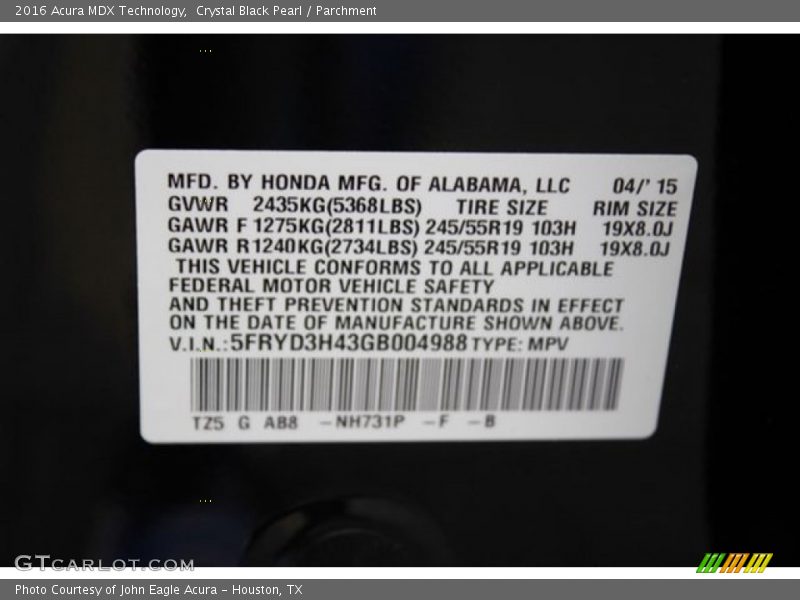 2016 Acura MDX Technology,  Crystal Black Pearl / Parchment
MFD. BY HONDA MFG. OF ALABAMA, LLC 04/' 15
GVWR 2435KG(5368LBS) TIRE SIZE RIM SIZE
GAWR F 1275KG(2811LBS) 245/55R19 103H 19X8.0J
GAWR R 1240KG(2734LBS) 245/55R19 103H 19X8.0J
THIS VEHICLE CONFORMS TO ALL APPLICABLE
FEDERAL MOTOR VEHICLE SAFETY
AND THEFT PREVENTION STANDARDS IN EFFECT
ON THE DATE OF MANUFACTURE SHOWN ABOVE.
V.I.N.: 5FRYD3H43GB004988 TYPE: MPV
TZ5 G AB8 -NH731P -F -B
GTCARLOT.COM
Photo Courtesy of John Eagle Acura - Houston, TX